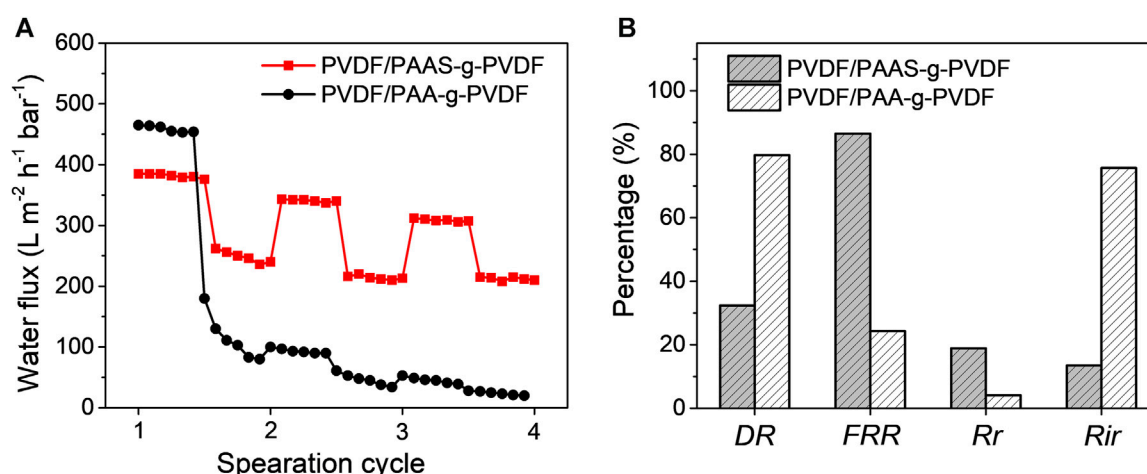 A
600
500
400
300
200
100
0
Water flux (L m⁻² h⁻¹ bar⁻¹)
PVDF/PAAS-g-PVDF
PVDF/PAA-g-PVDF
1 2 3 4
Spearation cycle
B
100
80
60
40
20
0
Percentage (%)
PVDF/PAAS-g-PVDF
PVDF/PAA-g-PVDF
DR FRR Rr Rir